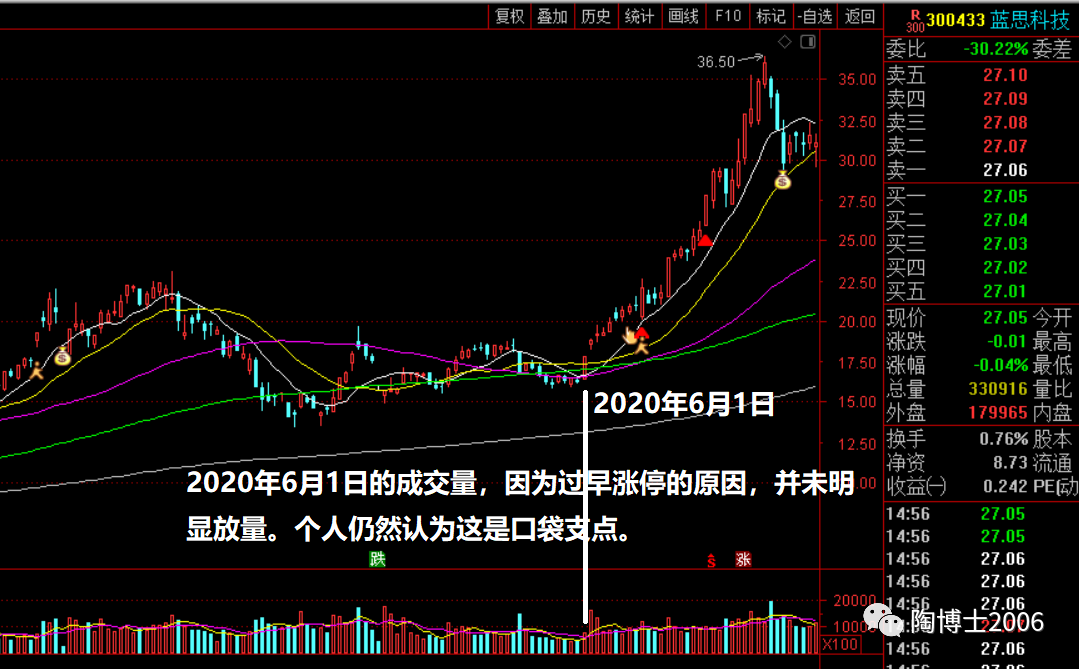 复权 叠加 历史 统计 画线 F10 标记 -自选 返回
R 300 300433 蓝思科技
委比 -30.22% 委差
卖五 27.10
卖四 27.09
卖三 27.08
卖二 27.07
卖一 27.06
买一 27.05
买二 27.04
买三 27.03
买四 27.02
买五 27.01
现价 27.05 今开
涨跌 -0.01 最高
涨幅 -0.04% 最低
总量 330916 量比
外盘 179965 内盘
换手 0.76% 股本
净资 8.73 流通
收益㈠ 0.242 PE(动
14:56 27.05
14:56 27.05
14:56 27.06
14:56 27.06
14:56 27.06
14:56 27.06
36.50
35.00
32.50
30.00
27.50
25.00
22.50
20.00
17.50
15.00
12.50
2020年6月1日
2020年6月1日的成交量，因为过早涨停的原因，并未明
显放量。个人仍然认为这是口袋支点。
跌 $ 涨
20000
10000
X100
陶博士2006